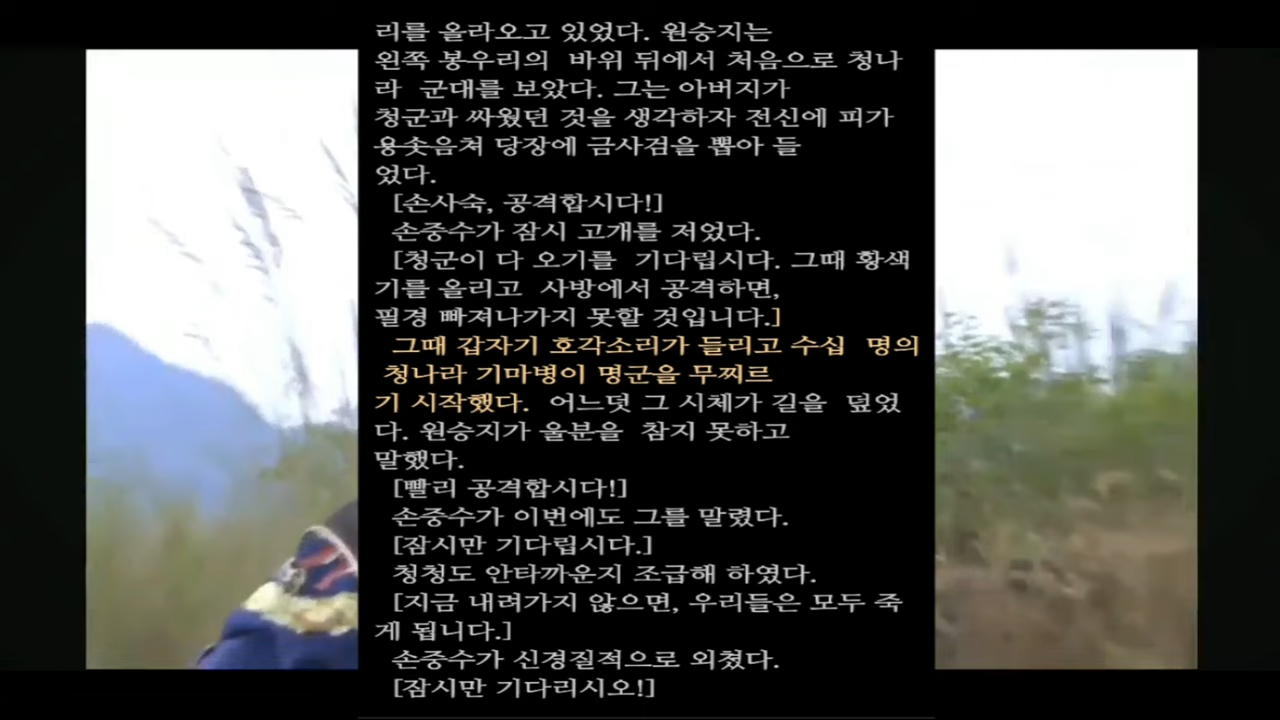 리를 올라오고 있었다. 원승지는
왼쪽 봉우리의 바위 뒤에서 처음으로 청나
라 군대를 보았다. 그는 아버지가
청군과 싸웠던 것을 생각하자 전신에 피가
용솟음쳐 당장에 금사검을 뽑아 들
었다.
[손사숙, 공격합시다!]
손중수가 잠시 고개를 저었다.
[청군이 다 오기를 기다립시다. 그때 황색
기를 올리고 사방에서 공격하면,
필경 빠져나가지 못할 것입니다.]
그때 갑자기 호각소리가 들리고 수십 명의
청나라 기마병이 명군을 무찌르
기 시작했다. 어느덧 그 시체가 길을 덮었
다. 원승지가 울분을 참지 못하고
말했다.
[빨리 공격합시다!]
손중수가 이번에도 그를 말렸다.
[잠시만 기다립시다.]
청청도 안타까운지 조급해 하였다.
[지금 내려가지 않으면, 우리들은 모두 죽
게 됩니다.]
손중수가 신경질적으로 외쳤다.
[잠시만 기다리시오!]